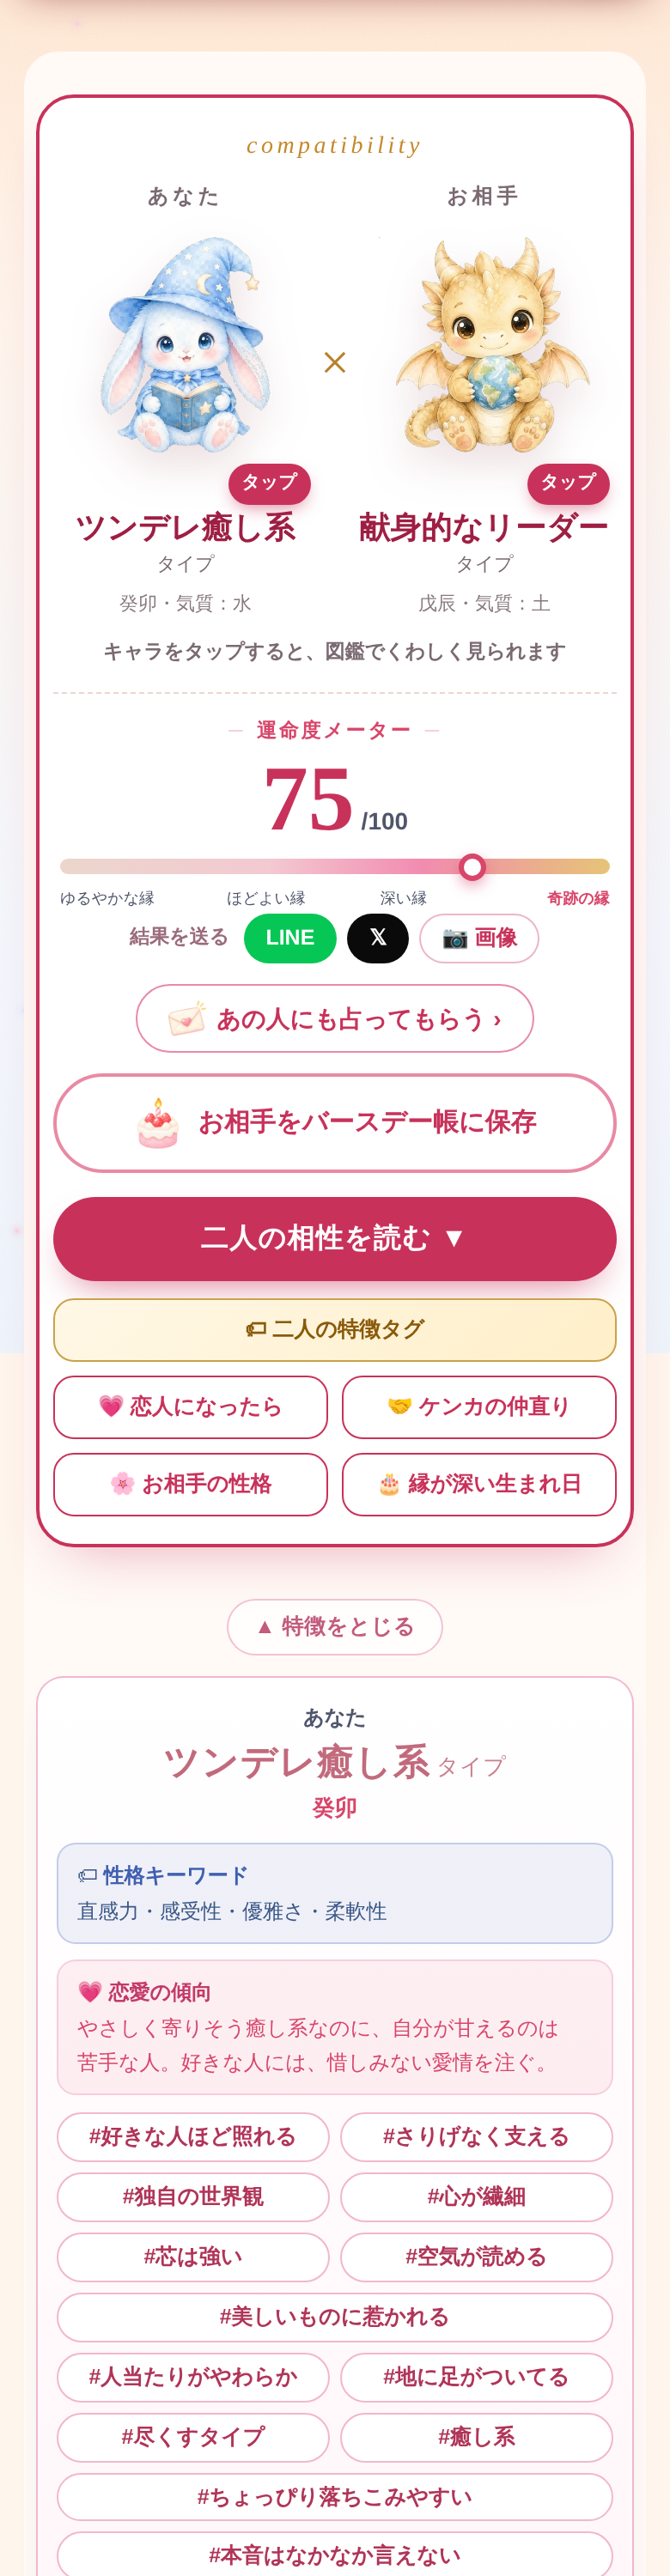 compatibility
あなた
お相手
×
タップ
タップ
ツンデレ癒し系
献身的なリーダー
タイプ
タイプ
癸卯・気質：水
戊辰・気質：土
キャラをタップすると、図鑑でくわしく見られます
運命度メーター
75 /100
ゆるやかな縁 ほどよい縁 深い縁 奇跡の縁
結果を送る LINE 𝕏 📷 画像
あの人にも占ってもらう ›
お相手をバースデー帳に保存
二人の相性を読む ▼
🏷 二人の特徴タグ
💗 恋人になったら
🤝 ケンカの仲直り
🌸 お相手の性格
🎂 縁が深い生まれ日
▲ 特徴をとじる
あなた
ツンデレ癒し系 タイプ
癸卯
🏷 性格キーワード
直感力・感受性・優雅さ・柔軟性
💗 恋愛の傾向
やさしく寄りそう癒し系なのに、自分が甘えるのは
苦手な人。好きな人には、惜しみない愛情を注ぐ。
#好きな人ほど照れる
#さりげなく支える
#独自の世界観
#心が繊細
#芯は強い
#空気が読める
#美しいものに惹かれる
#人当たりがやわらか
#地に足がついてる
#尽くすタイプ
#癒し系
#ちょっぴり落ちこみやすい
#本音はなかなか言えない